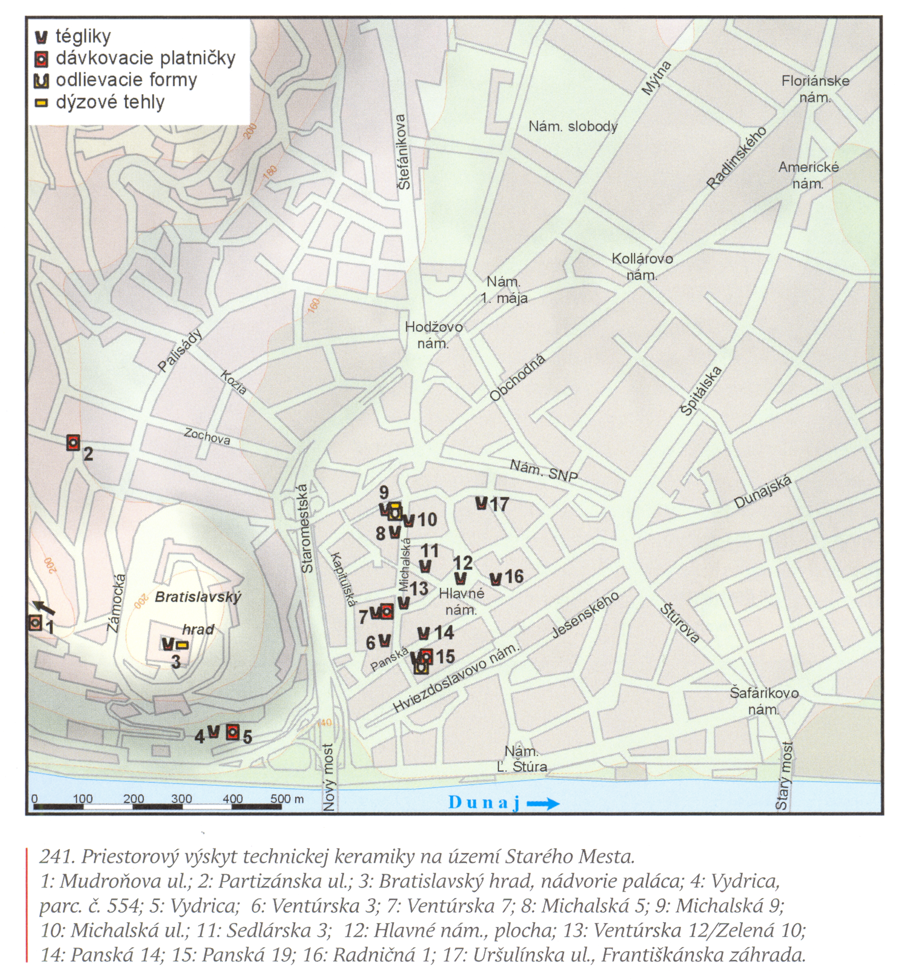 tégliky
dávkovacie platničky
odlievacie formy
dýzové tehly
Mýtna
Floriánske
nám.
Štefánikova
Nám. slobody
Radlinského
Americké
nám.
200
180
Kollárovo
nám.
Nám.
1. mája
160
Hodžovo
nám.
Palisády
Kozia
Obchodná
Špitálska
Zochova
2
Nám. SNP
Dunajská
Staromestská
9
10
17
8
200
Zámocká
200
Bratislavský
hrad
Kapitulská
Michalská
11
12
16
13
Hlavné
nám.
1
7
Jesenského
Štúrova
3
6
14
Panská
15
Hviezdoslavovo nám.
Šafárikovo
nám.
4
5
140
Nový most
Nám.
Ľ. Štúra
Starý most
0 100 200 300 400 500 m
Dunaj
241. Priestorový výskyt technickej keramiky na území Starého Mesta.
1: Mudroňova ul.; 2: Partizánska ul.; 3: Bratislavský hrad, nádvorie paláca; 4: Vydrica,
parc. č. 554; 5: Vydrica; 6: Ventúrska 3; 7: Ventúrska 7; 8: Michalská 5; 9: Michalská 9;
10: Michalská ul.; 11: Sedlárska 3; 12: Hlavné nám., plocha; 13: Ventúrska 12/Zelená 10;
14: Panská 14; 15: Panská 19; 16: Radničná 1; 17: Uršulínska ul., Františkánska záhrada.